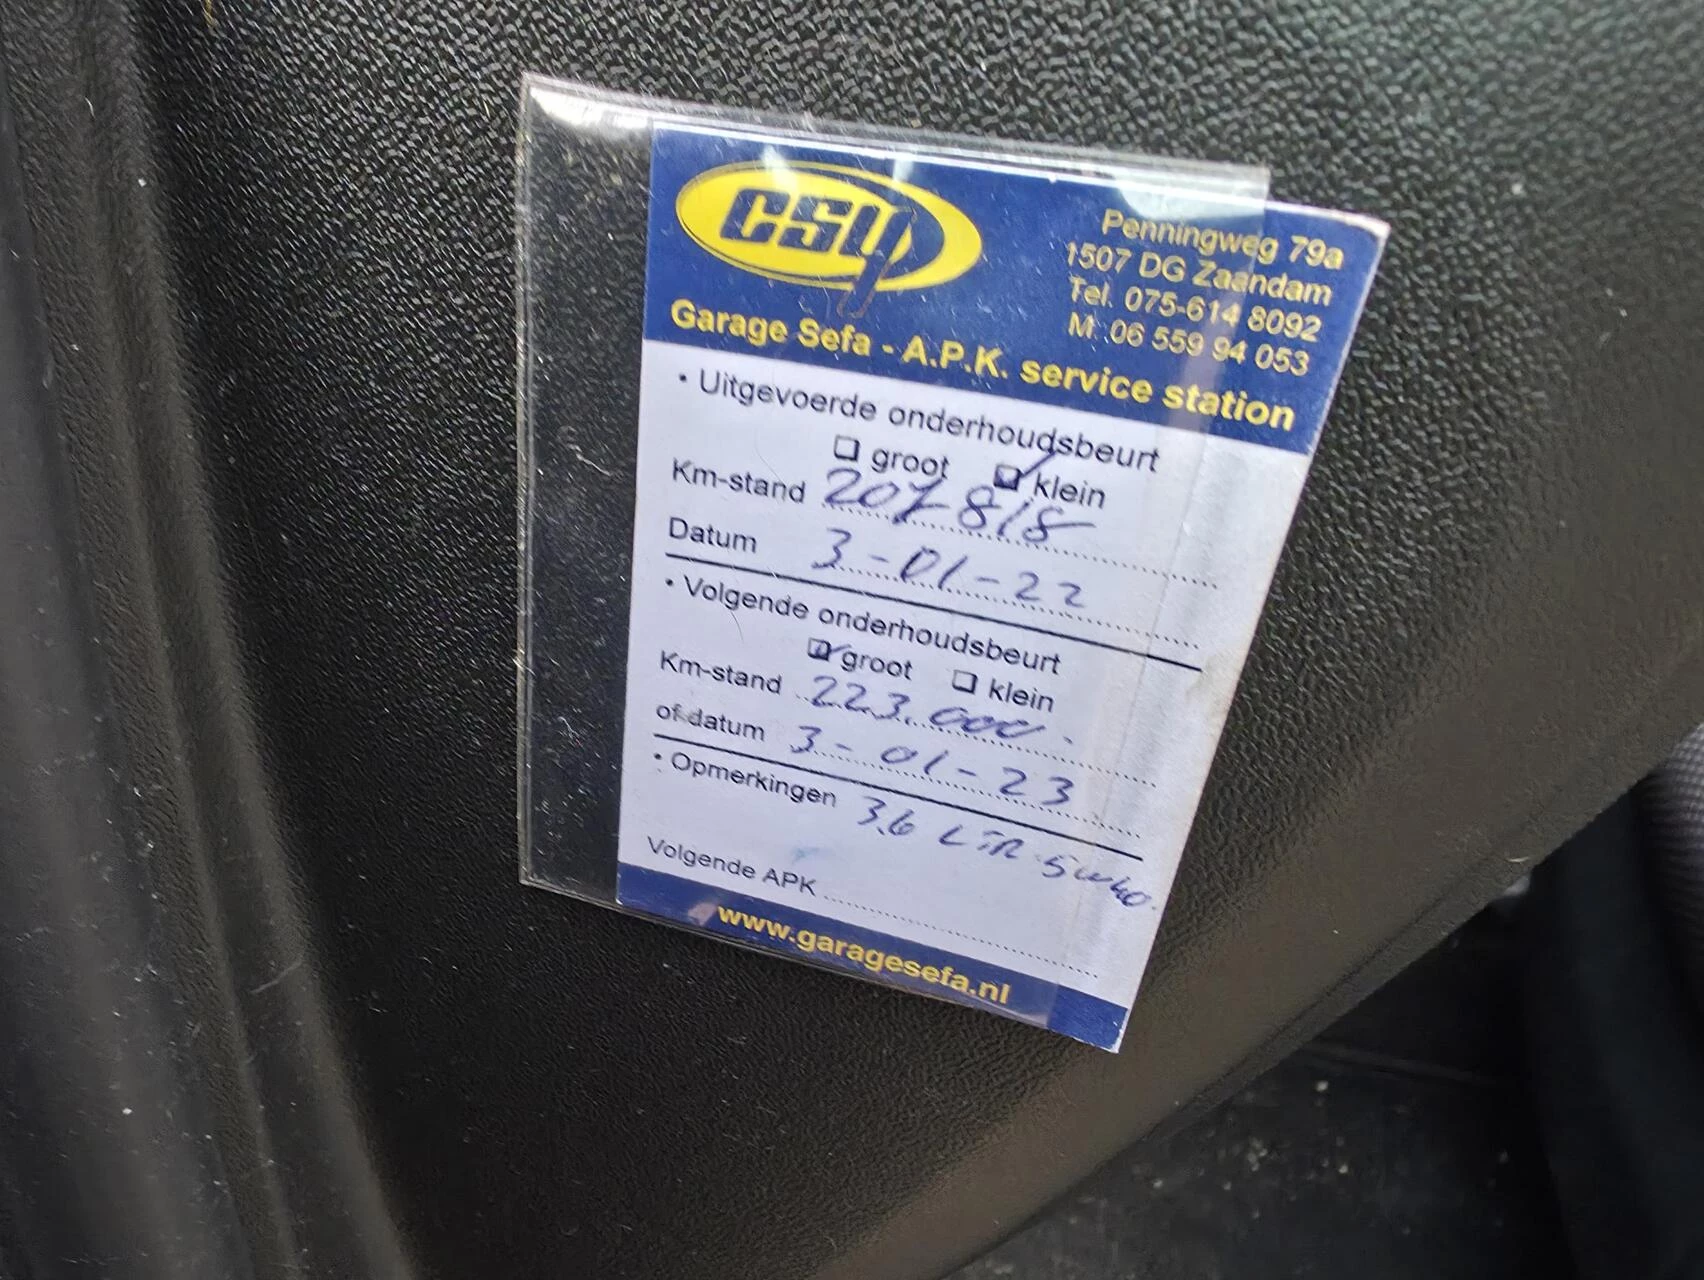 csy
Penningweg 79a
1507 DG Zaandam
Tel. 075-614 8092
M. 06 559 94 053
Garage Sefa - A.P.K. service station
• Uitgevoerde onderhoudsbeurt
groot klein
Km-stand 207818
Datum 3-01-22
• Volgende onderhoudsbeurt
groot klein
Km-stand 223.000.
of datum 3-01-23
• Opmerkingen 3.6 LTR 5w40.
Volgende APK
www.garagesefa.nl